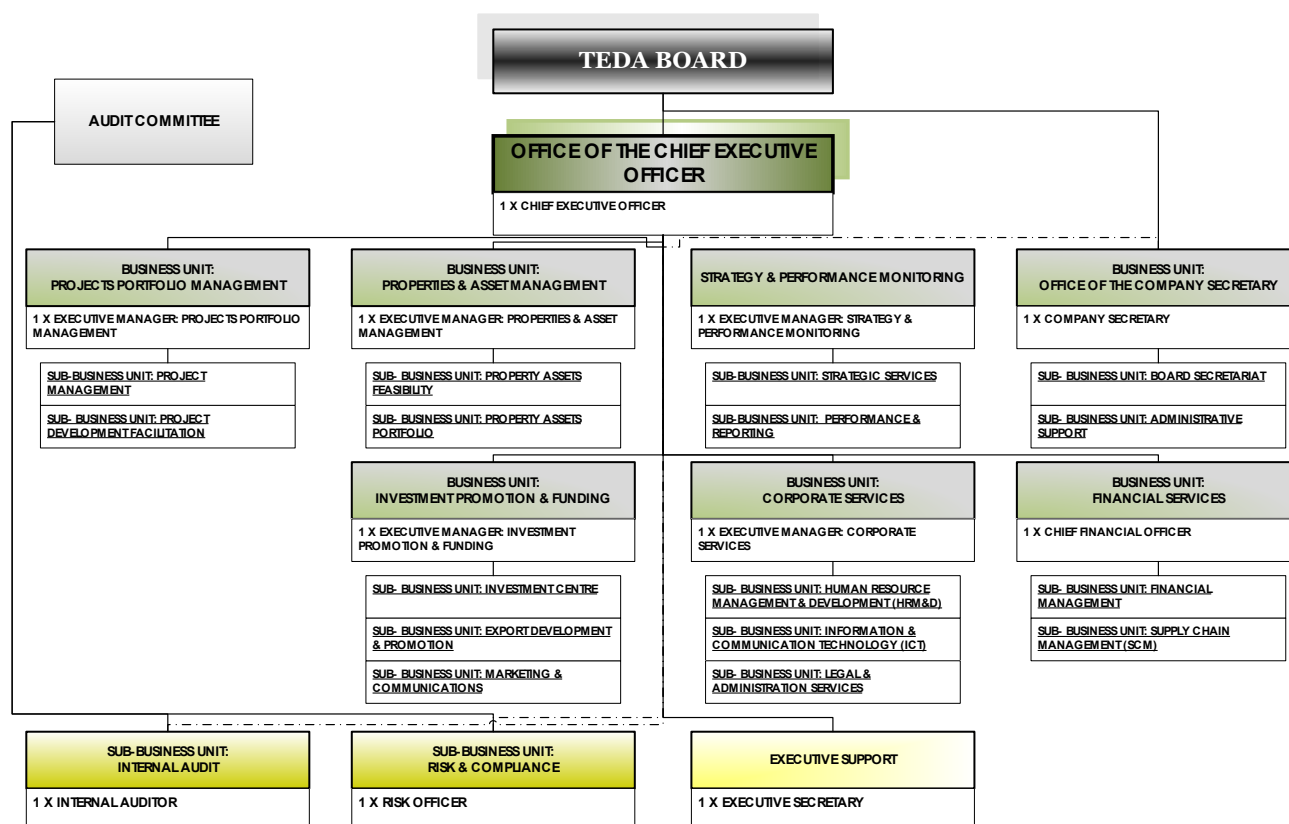 TEDA BOARD
AUDIT COMMITTEE
OFFICE OF THE CHIEF EXECUTIVE
OFFICER
1 X CHIEF EXECUTIVE OFFICER
BUSINESS UNIT:
PROJECTS PORTFOLIO MANAGEMENT
1 X EXECUTIVE MANAGER: PROJECTS PORTFOLIO
MANAGEMENT
SUB-BUSINESS UNIT: PROJECT
MANAGEMENT
SUB- BUSINESS UNIT: PROJECT
DEVELOPMENT FACILITATION
BUSINESS UNIT:
PROPERTIES & ASSET MANAGEMENT
1 X EXECUTIVE MANAGER: PROPERTIES & ASSET
MANAGEMENT
SUB- BUSINESS UNIT: PROPERTY ASSETS
FEASIBILITY
SUB- BUSINESS UNIT: PROPERTY ASSETS
PORTFOLIO
STRATEGY & PERFORMANCE MONITORING
1 X EXECUTIVE MANAGER: STRATEGY &
PERFORMANCE MONITORING
SUB-BUSINESS UNIT: STRATEGIC SERVICES
SUB-BUSINESS UNIT: PERFORMANCE &
REPORTING
BUSINESS UNIT:
OFFICE OF THE COMPANY SECRETARY
1 X COMPANY SECRETARY
SUB- BUSINESS UNIT: BOARD SECRETARIAT
SUB- BUSINESS UNIT: ADMINISTRATIVE
SUPPORT
BUSINESS UNIT:
INVESTMENT PROMOTION & FUNDING
1 X EXECUTIVE MANAGER: INVESTMENT
PROMOTION & FUNDING
SUB- BUSINESS UNIT: INVESTMENT CENTRE
SUB- BUSINESS UNIT: EXPORT DEVELOPMENT
& PROMOTION
SUB- BUSINESS UNIT: MARKETING &
COMMUNICATIONS
BUSINESS UNIT:
CORPORATE SERVICES
1 X EXECUTIVE MANAGER: CORPORATE
SERVICES
SUB- BUSINESS UNIT: HUMAN RESOURCE
MANAGEMENT & DEVELOPMENT (HRM&D)
SUB- BUSINESS UNIT: INFORMATION &
COMMUNICATION TECHNOLOGY (ICT)
SUB- BUSINESS UNIT: LEGAL &
ADMINISTRATION SERVICES
BUSINESS UNIT:
FINANCIAL SERVICES
1 X CHIEF FINANCIAL OFFICER
SUB- BUSINESS UNIT: FINANCIAL
MANAGEMENT
SUB- BUSINESS UNIT: SUPPLY CHAIN
MANAGEMENT (SCM)
SUB-BUSINESS UNIT:
INTERNAL AUDIT
1 X INTERNAL AUDITOR
SUB-BUSINESS UNIT:
RISK & COMPLIANCE
1 X RISK OFFICER
EXECUTIVE SUPPORT
1 X EXECUTIVE SECRETARY